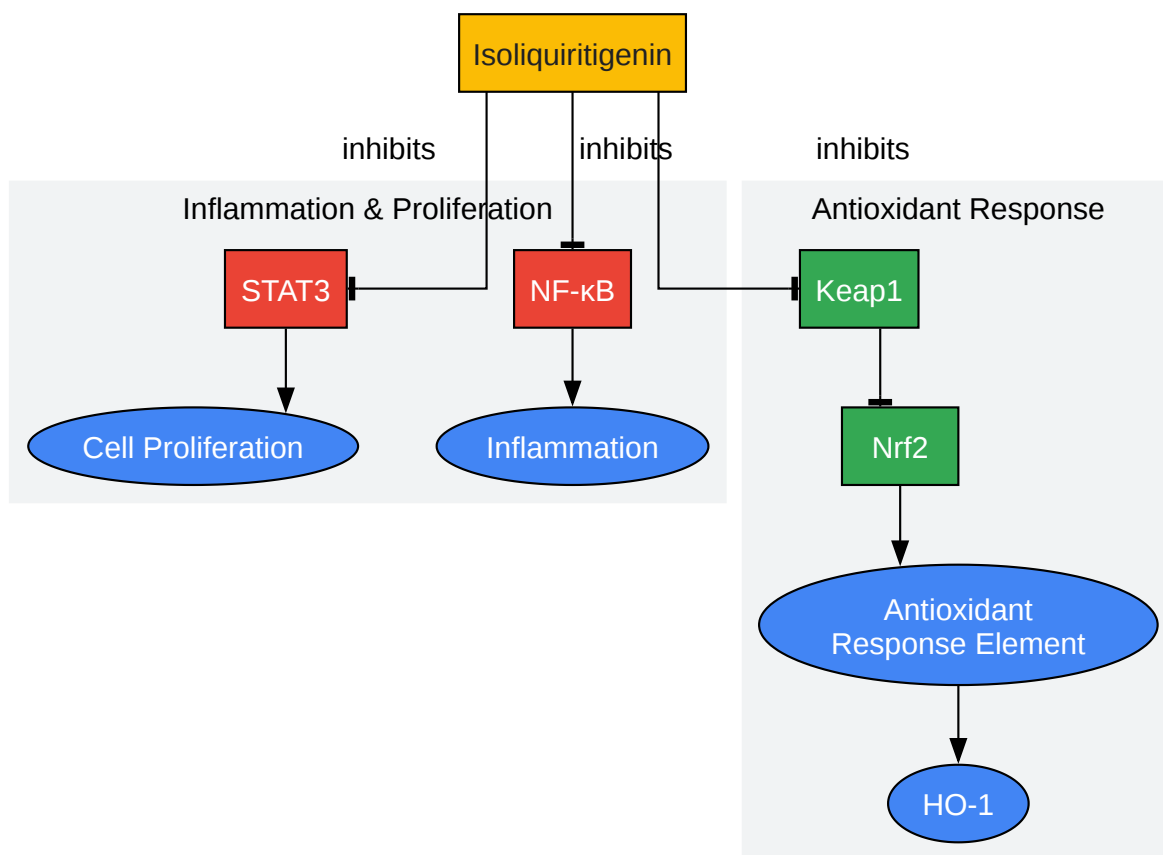 Isoliquiritigenin
inhibits
inhibits
inhibits
Inflammation & Proliferation
Antioxidant Response
STAT3
NF-κB
Keap1
Cell Proliferation
Inflammation
Nrf2
Antioxidant
Response Element
HO-1